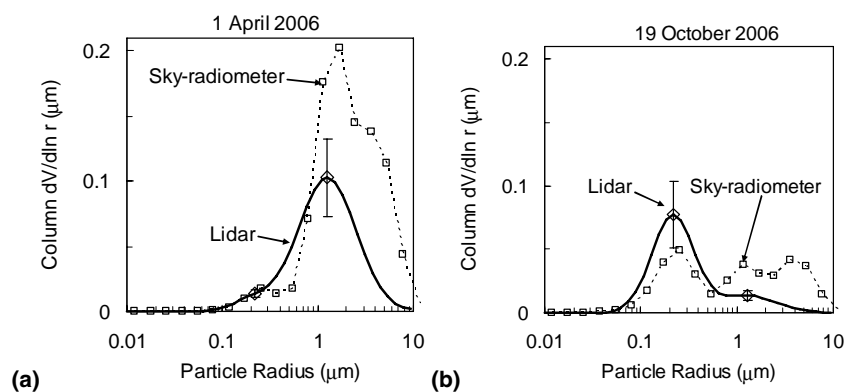 1 April 2006
0.2
0.1
0
Column dV/dln r (μm)
Sky-radiometer
Lidar
0.01 0.1 1 10
Particle Radius (μm)
(a)
19 October 2006
0.2
0.1
0
Column dV/dln r (μm)
Lidar
Sky-radiometer
0.01 0.1 1 10
Particle Radius (μm)
(b)